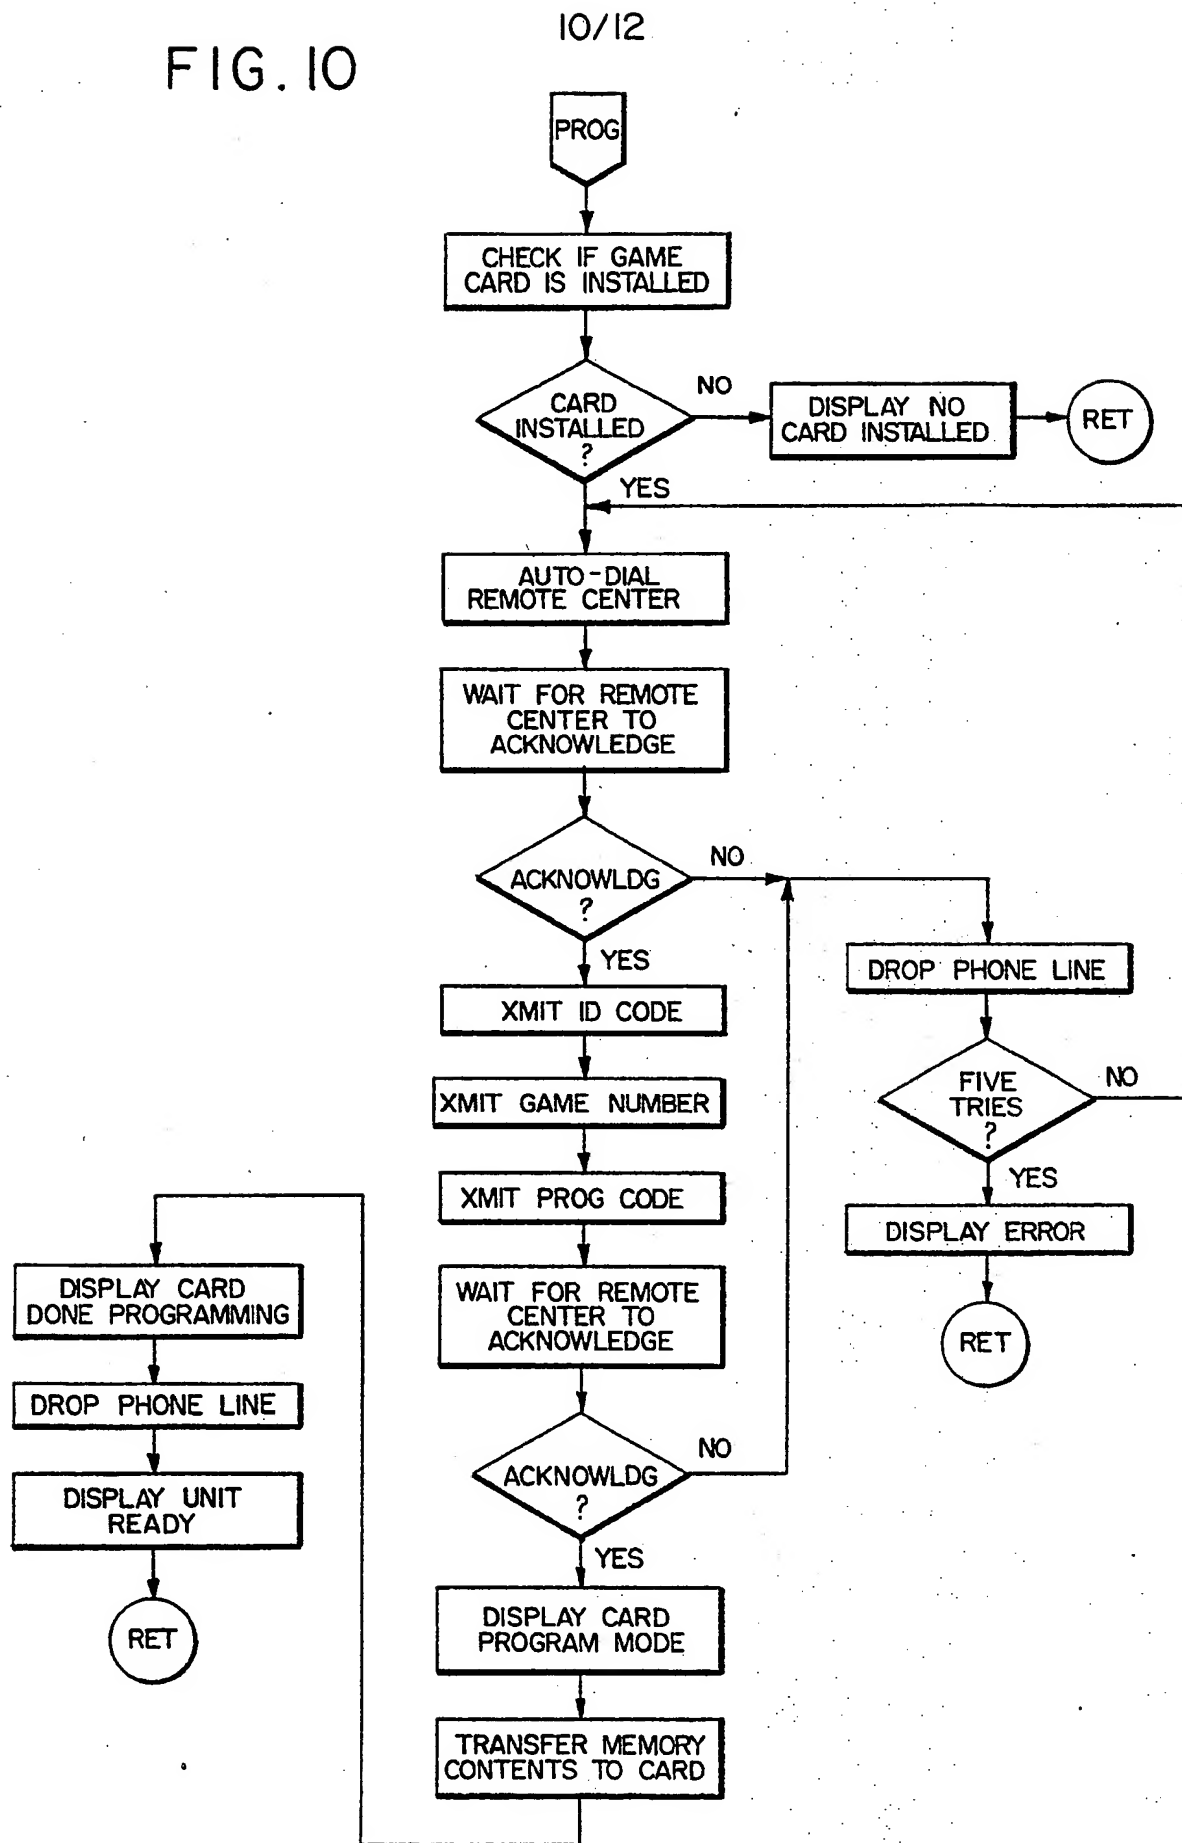 10/12
FIG. 10
PROG
CHECK IF GAME
CARD IS INSTALLED
CARD
INSTALLED
?
NO
DISPLAY NO
CARD INSTALLED
RET
YES
AUTO-DIAL
REMOTE CENTER
WAIT FOR REMOTE
CENTER TO
ACKNOWLEDGE
ACKNOWLDG
?
NO
YES
DROP PHONE LINE
XMIT ID CODE
FIVE
TRIES
?
NO
XMIT GAME NUMBER
YES
XMIT PROG CODE
DISPLAY ERROR
RET
WAIT FOR REMOTE
CENTER TO
ACKNOWLEDGE
ACKNOWLDG
?
NO
YES
DISPLAY CARD
PROGRAM MODE
TRANSFER MEMORY
CONTENTS TO CARD
DISPLAY CARD
DONE PROGRAMMING
DROP PHONE LINE
DISPLAY UNIT
READY
RET